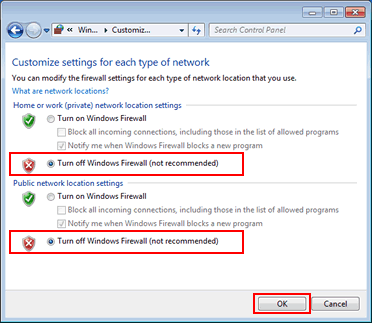 Win... Customiz...
Search Control Panel
Customize settings for each type of network
You can modify the firewall settings for each type of network location that you use.
What are network locations?
Home or work (private) network location settings
Turn on Windows Firewall
Block all incoming connections, including those in the list of allowed programs
Notify me when Windows Firewall blocks a new program
Turn off Windows Firewall (not recommended)
Public network location settings
Turn on Windows Firewall
Block all incoming connections, including those in the list of allowed programs
Notify me when Windows Firewall blocks a new program
Turn off Windows Firewall (not recommended)
OK Cancel